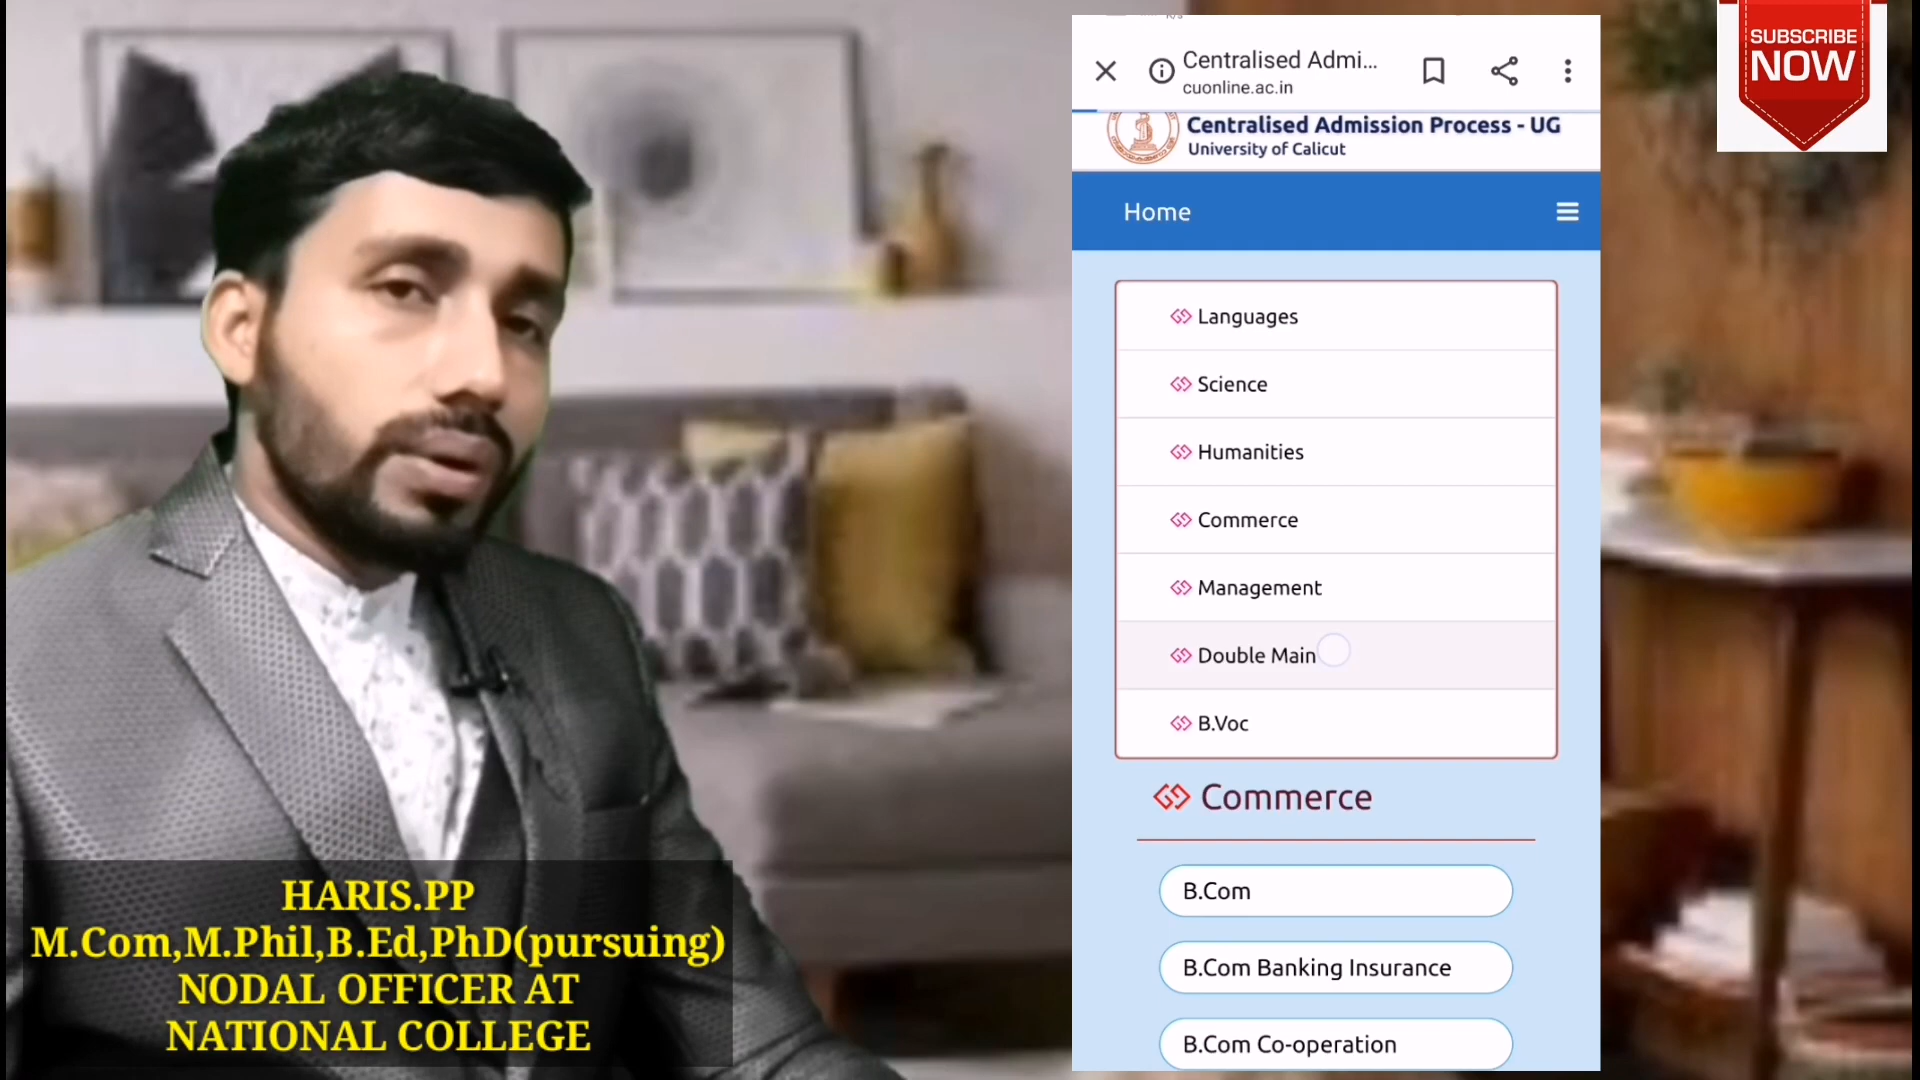 SUBSCRIBE
NOW
Centralised Admi...
cuonline.ac.in
Centralised Admission Process - UG
University of Calicut
Home
Languages
Science
Humanities
Commerce
Management
Double Main
B.Voc
Commerce
B.Com
B.Com Banking Insurance
B.Com Co-operation
HARIS.PP
M.Com,M.Phil,B.Ed,PhD(pursuing)
NODAL OFFICER AT
NATIONAL COLLEGE